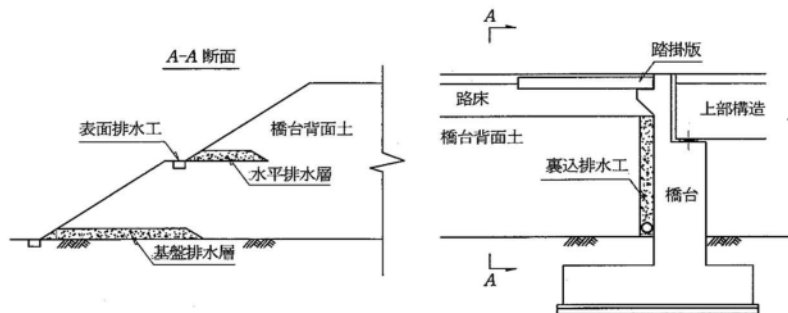 A-A 断面
表面排水工
橋台背面土
水平排水層
基盤排水層
A
踏掛版
路床
上部構造
橋台背面土
裏込排水工
橋台
A